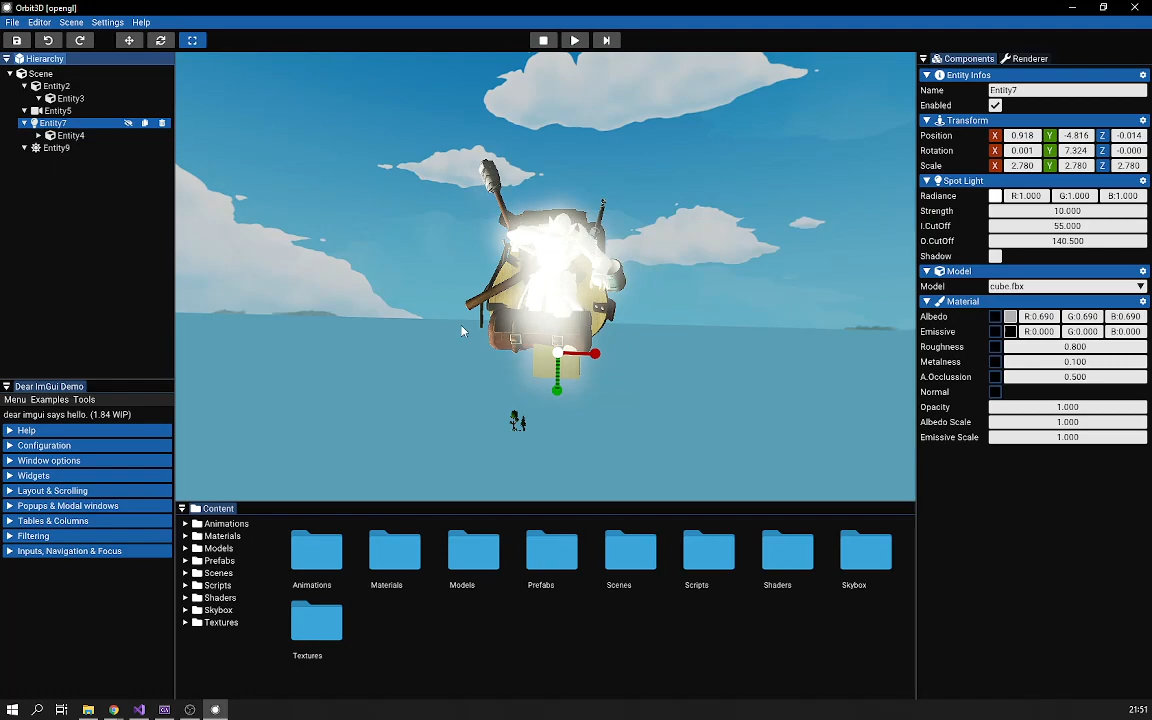 Orbit3D [opengl]
File Editor Scene Settings Help
Hierarchy
Scene
Entity2
Entity3
Entity5
Entity7
Entity4
Entity9
Dear ImGui Demo
Menu Examples Tools
dear imgui says hello. (1.84 WIP)
Help
Configuration
Window options
Widgets
Layout & Scrolling
Popups & Modal windows
Tables & Columns
Filtering
Inputs, Navigation & Focus
Content
Animations
Materials
Models
Prefabs
Scenes
Scripts
Shaders
Skybox
Textures
Animations Materials Models Prefabs Scenes Scripts Shaders Skybox
Textures
Components Renderer
Entity Infos
Name Entity7
Enabled
Transform
Position X 0.918 Y -4.816 Z -0.014
Rotation X 0.001 Y 7.324 Z -0.000
Scale X 2.780 Y 2.780 Z 2.780
Spot Light
Radiance R:1.000 G:1.000 B:1.000
Strength 10.000
I.CutOff 55.000
O.CutOff 140.500
Shadow
Model
Model cube.fbx
Material
Albedo R:0.690 G:0.690 B:0.690
Emissive R:0.000 G:0.000 B:0.000
Roughness 0.800
Metalness 0.100
A.Occlussion 0.500
Normal
Opacity 1.000
Albedo Scale 1.000
Emissive Scale 1.000
21:51